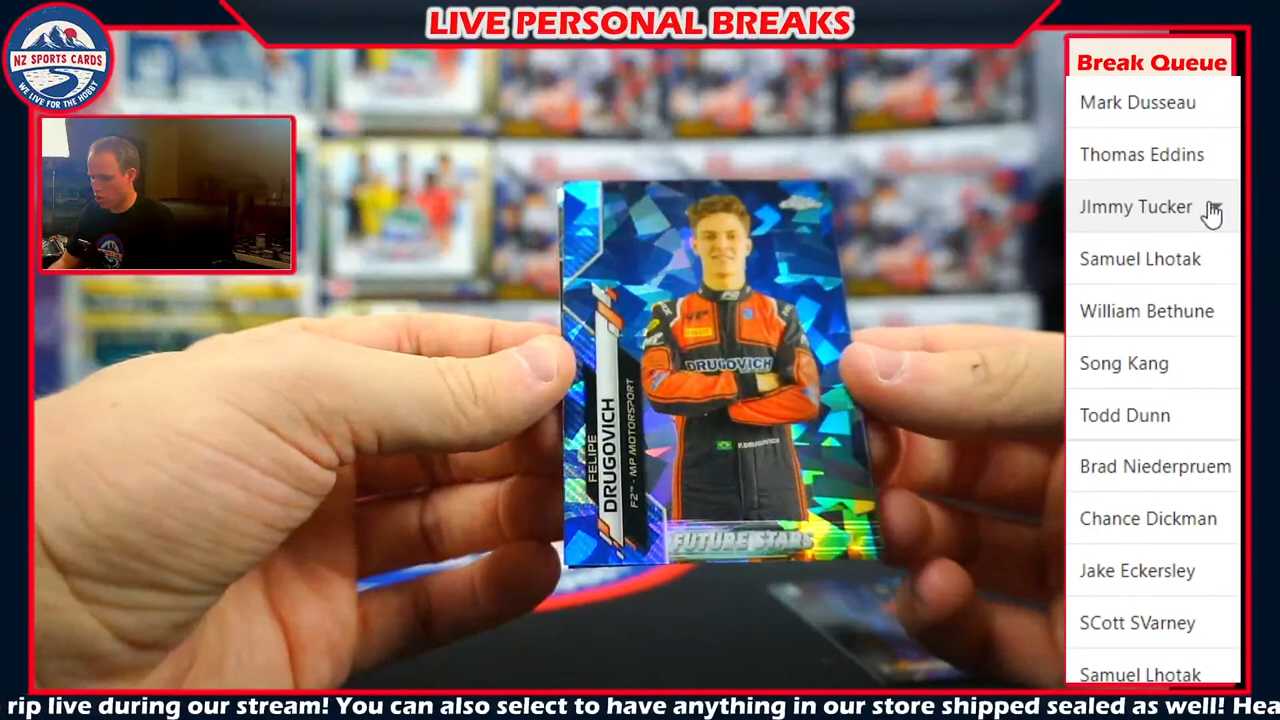 LIVE PERSONAL BREAKS
NZ SPORTS CARDS
WE LIVE FOR THE HOBBY
Break Queue
Mark Dusseau
Thomas Eddins
JImmy Tucker
Samuel Lhotak
William Bethune
Song Kang
Todd Dunn
Brad Niederpruem
Chance Dickman
Jake Eckersley
SCott SVarney
Samuel Lhotak
DRUGOVICH
F.DRUGOVICH
FELIPE
DRUGOVICH
F2™ - MP MOTORSPORT
FUTURE STARS
rip live during our stream! You can also select to have anything in our store shipped sealed as well! Hea